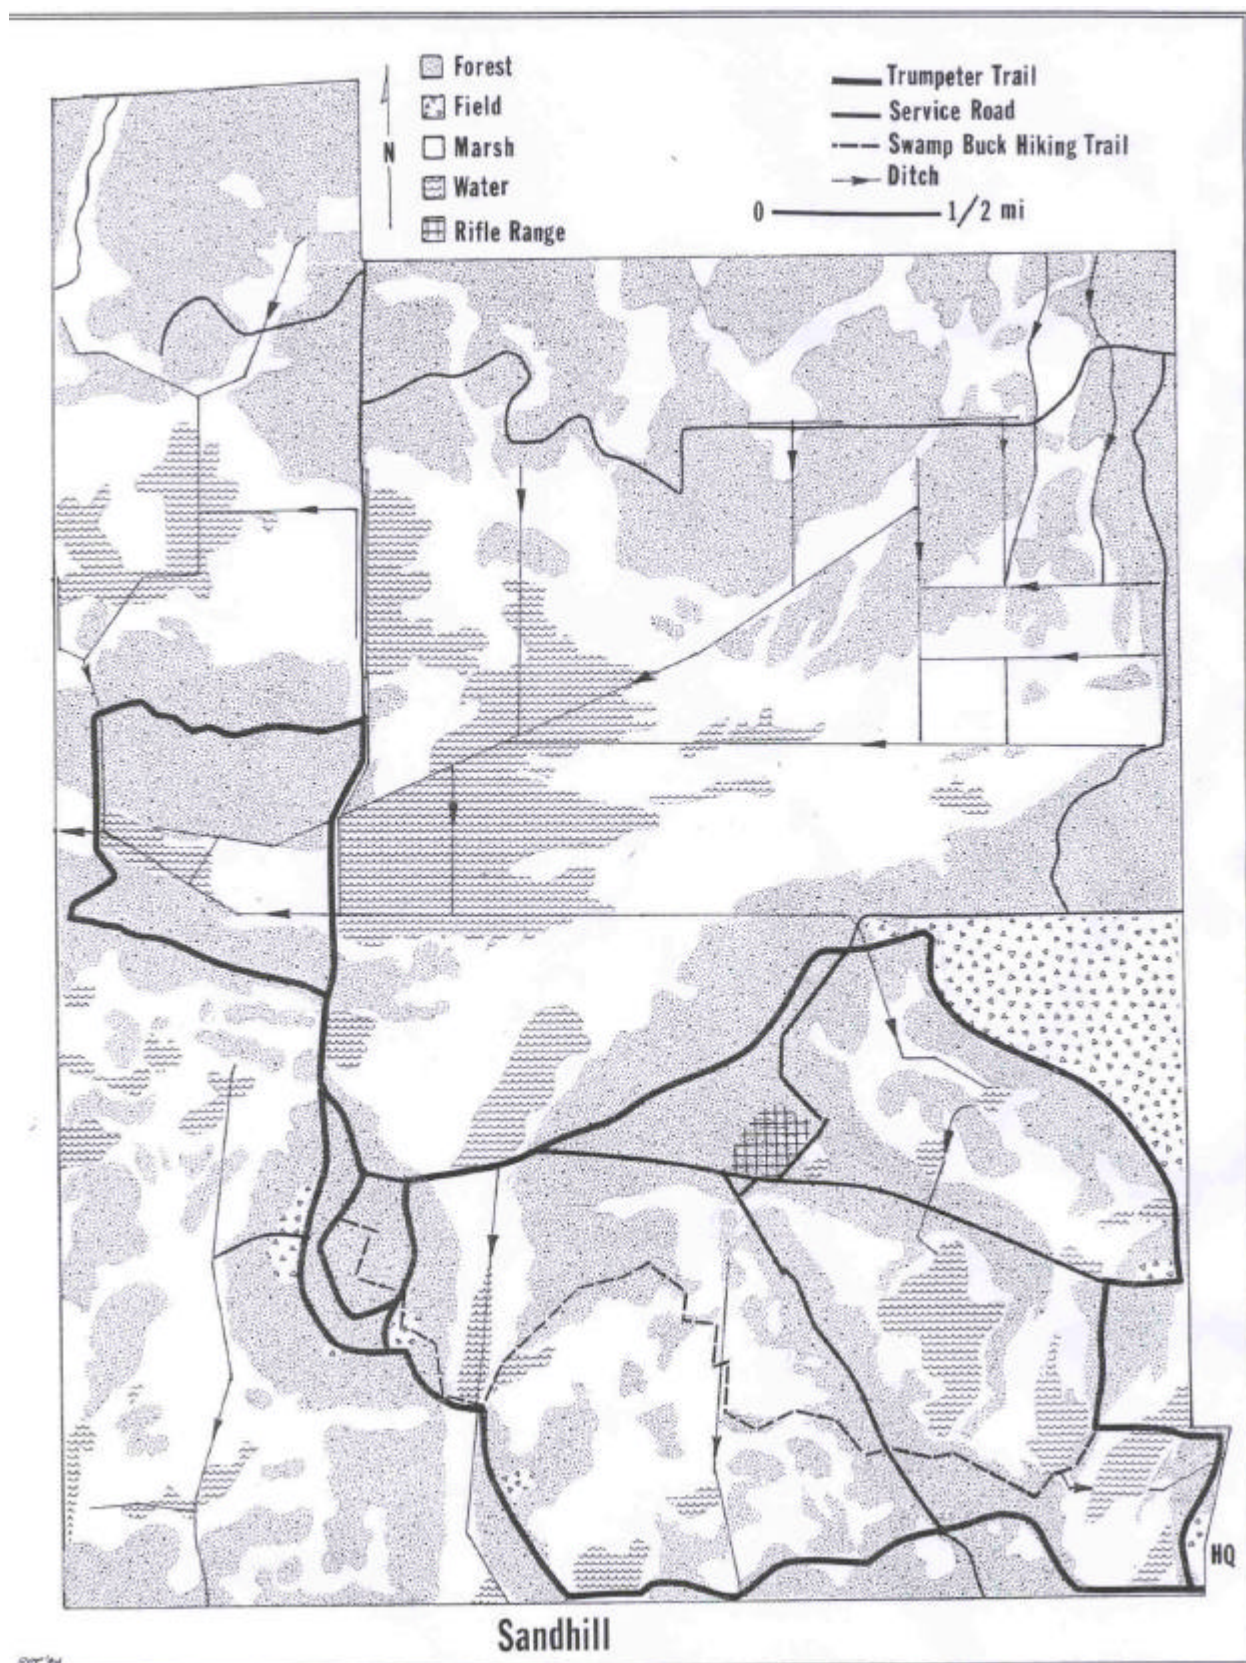 Forest
Field
Marsh
Water
Rifle Range
N
Trumpeter Trail
Service Road
Swamp Buck Hiking Trail
Ditch
0 1/2 mi
HQ
Sandhill